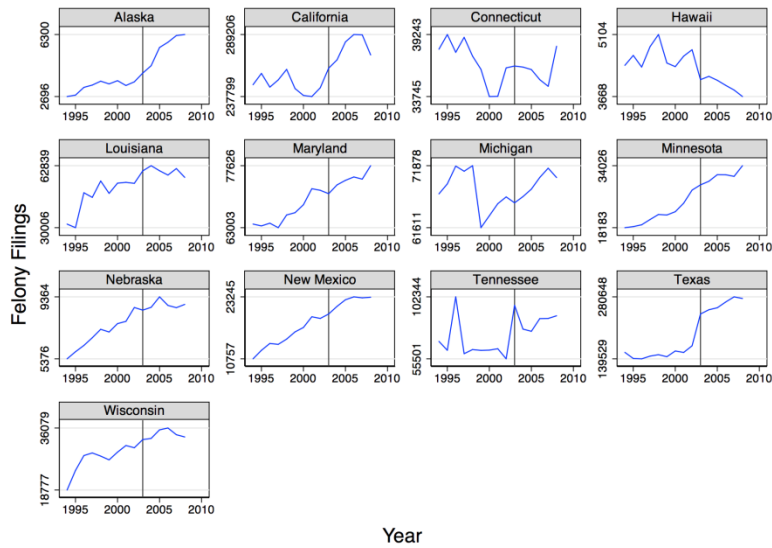 Alaska
California
Connecticut
Hawaii
6300
2696
289206
237799
39243
33745
5104
3668
1995 2000 2005 2010
1995 2000 2005 2010
1995 2000 2005 2010
1995 2000 2005 2010
Louisiana
Maryland
Michigan
Minnesota
62839
30006
77626
63003
71878
61611
34026
18183
1995 2000 2005 2010
1995 2000 2005 2010
1995 2000 2005 2010
1995 2000 2005 2010
Nebraska
New Mexico
Tennessee
Texas
9364
5376
23245
10757
102344
55501
280648
139529
1995 2000 2005 2010
1995 2000 2005 2010
1995 2000 2005 2010
1995 2000 2005 2010
Wisconsin
36079
18777
1995 2000 2005 2010
Felony Filings
Year